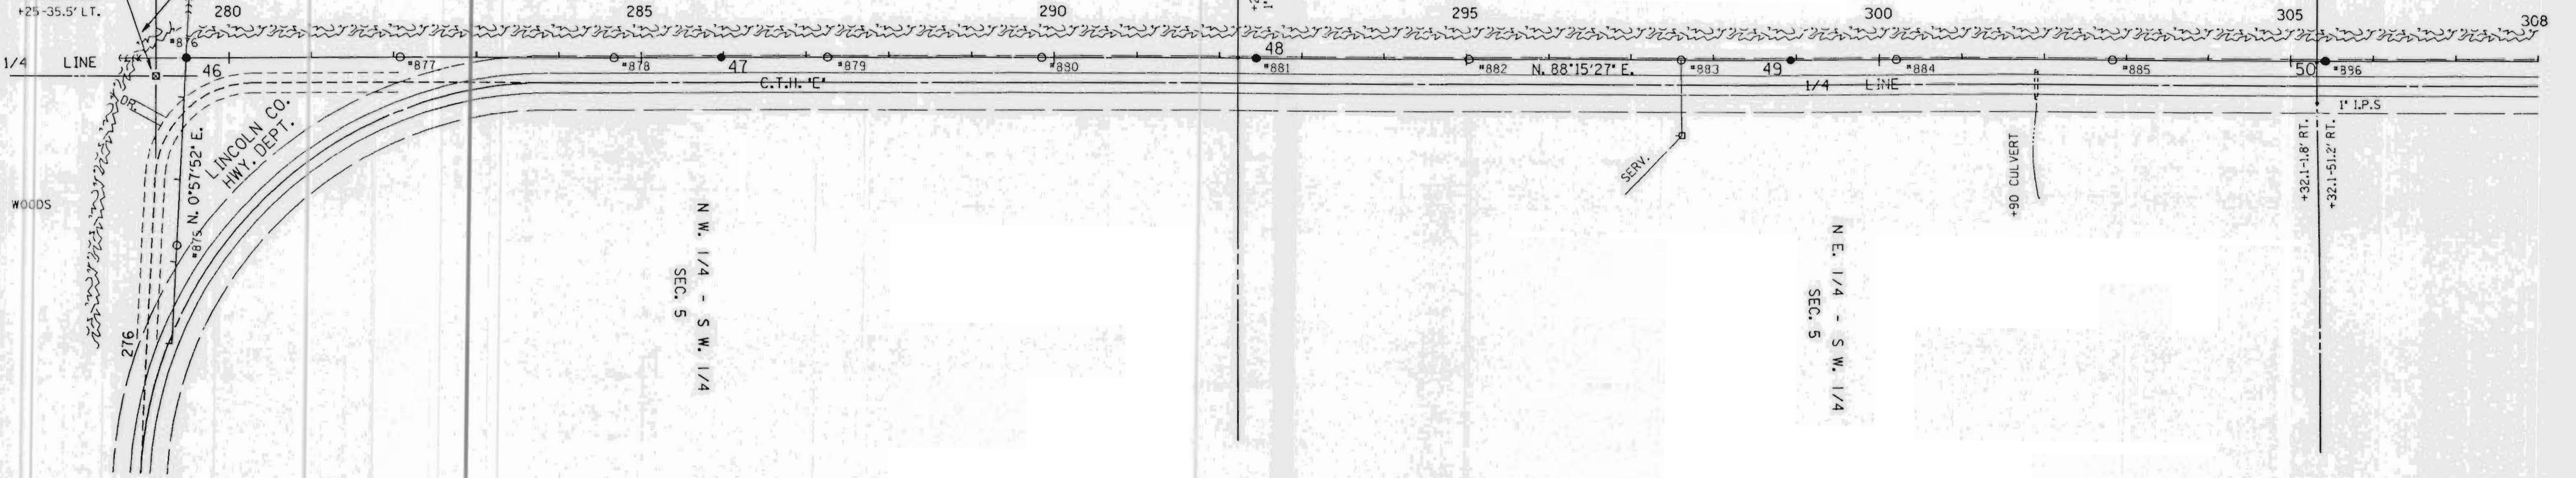 +25-35.5' LT.
280
285
290
295
300
305
308
1/4 LINE
"876
46
"877
"878
47
"879
"880
48
"881
"882
N. 88°15'27" E.
"883
49
"884
"885
50
"896
C.T.H. "E"
1/4 LINE
1" I.P.S
DR.
N. 0°57'52" E.
"875
LINCOLN CO.
HWY. DEPT.
WOODS
276
N W. 1/4 - S W. 1/4
SEC. 5
SERV.
+90 CULVERT
N E. 1/4 - S W. 1/4
SEC. 5
+32.1-1.8' RT.
+32.1-51.2' RT.